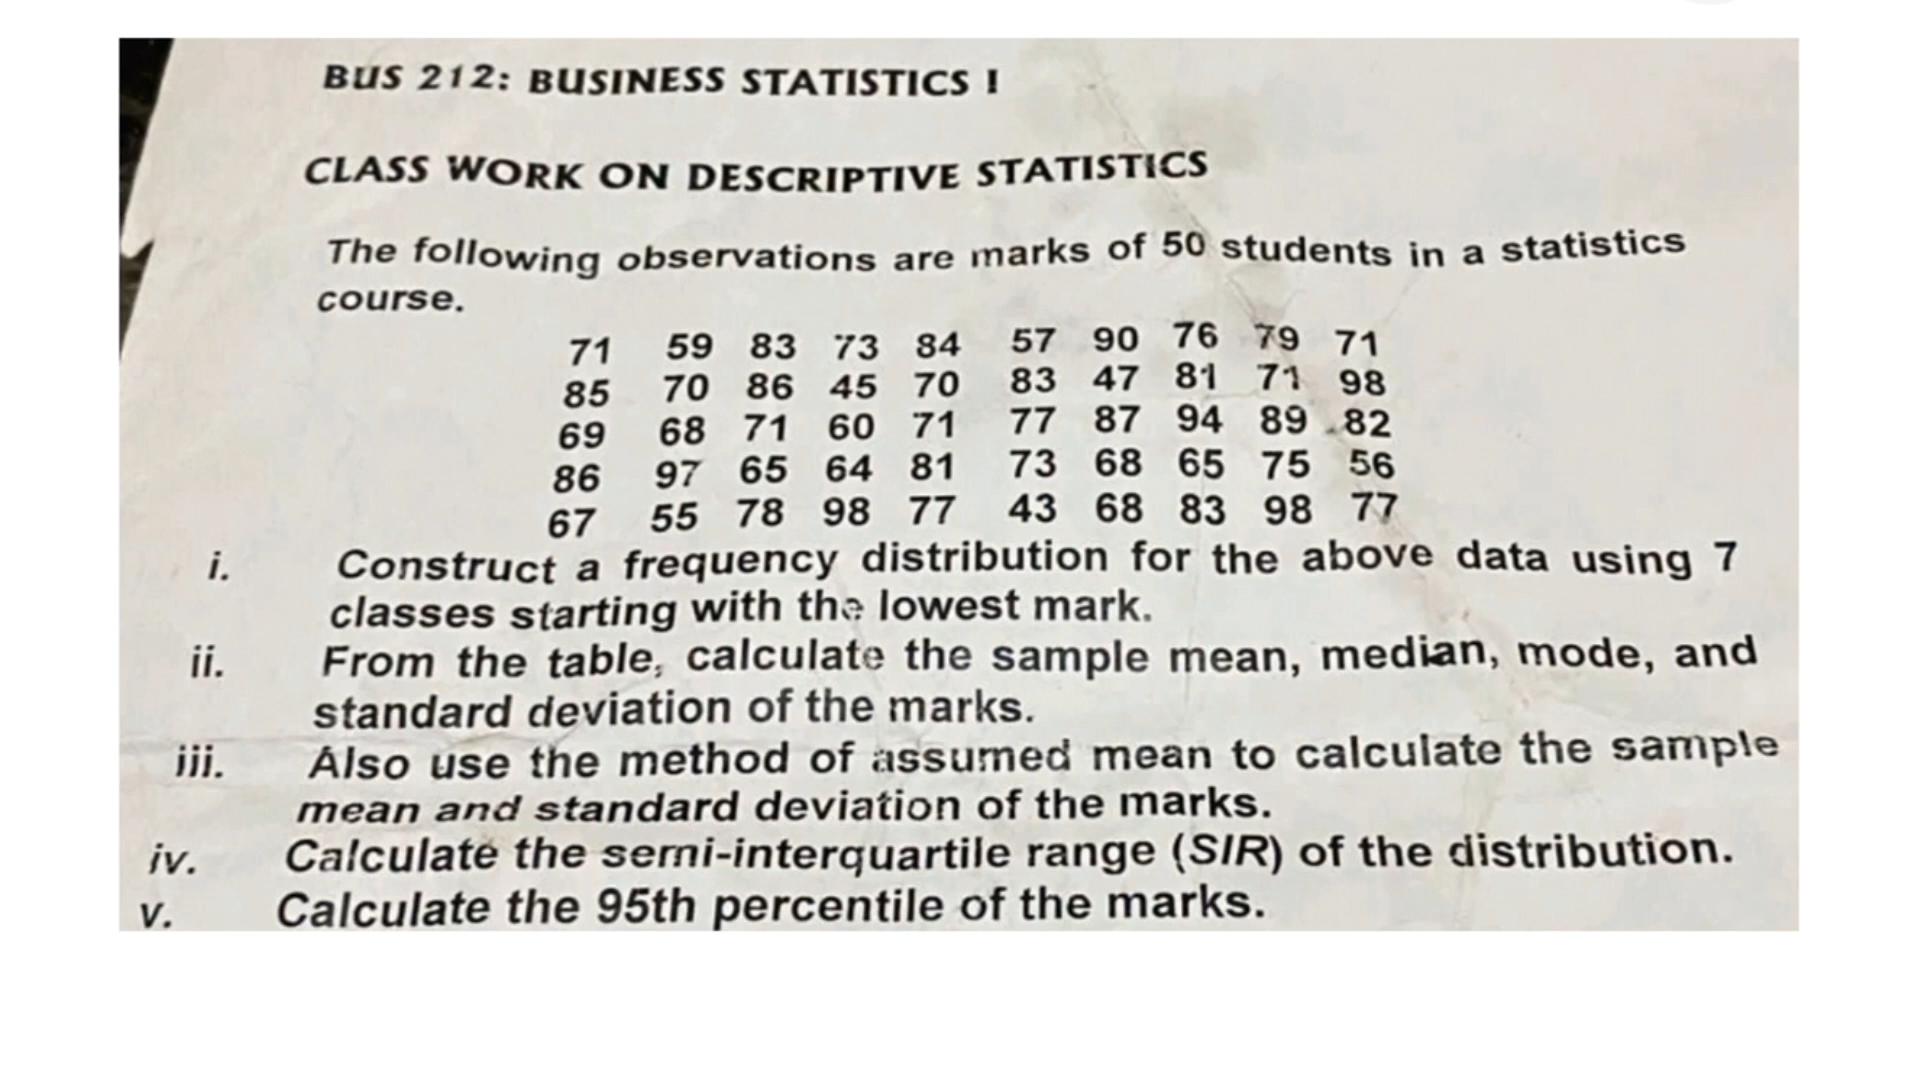 BUS 212: BUSINESS STATISTICS I
CLASS WORK ON DESCRIPTIVE STATISTICS
The following observations are marks of 50 students in a statistics
course.
71 59 83 73 84 57 90 76 79 71
85 70 86 45 70 83 47 81 71 98
69 68 71 60 71 77 87 94 89 82
86 97 65 64 81 73 68 65 75 56
67 55 78 98 77 43 68 83 98 77
i. Construct a frequency distribution for the above data using 7
classes starting with the lowest mark.
ii. From the table, calculate the sample mean, median, mode, and
standard deviation of the marks.
iii. Also use the method of assumed mean to calculate the sample
mean and standard deviation of the marks.
iv. Calculate the semi-interquartile range (SIR) of the distribution.
v. Calculate the 95th percentile of the marks.